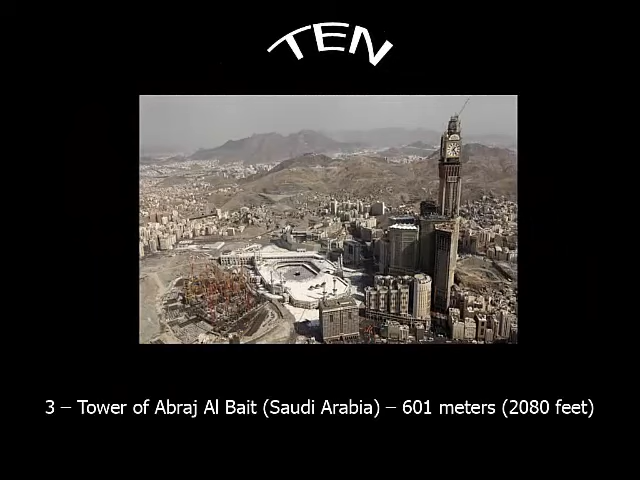 TEN
3 – Tower of Abraj Al Bait (Saudi Arabia) – 601 meters (2080 feet)